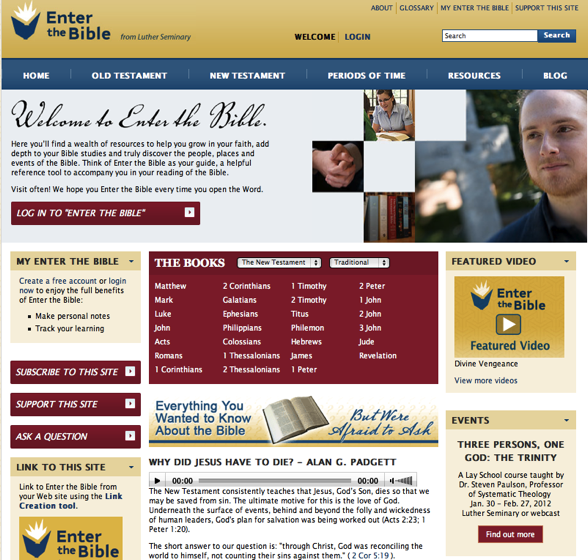 Enter
the Bible
from Luther Seminary
ABOUT | GLOSSARY | MY ENTER THE BIBLE | SUPPORT THIS SITE
WELCOME | LOGIN
Search
Search
HOME
OLD TESTAMENT
NEW TESTAMENT
PERIODS OF TIME
RESOURCES
BLOG
Welcome to Enter the Bible.
Here you'll find a wealth of resources to help you grow in your faith, add
depth to your Bible studies and truly discover the people, places and
events of the Bible. Think of Enter the Bible as your guide, a helpful
reference tool to accompany you in your reading of the Bible.
Visit often! We hope you Enter the Bible every time you open the Word.
LOG IN TO "ENTER THE BIBLE"
MY ENTER THE BIBLE
Create a free account or login
now to enjoy the full benefits
of Enter the Bible:
Make personal notes
Track your learning
SUBSCRIBE TO THIS SITE
SUPPORT THIS SITE
ASK A QUESTION
LINK TO THIS SITE
Link to Enter the Bible from
your Web site using the Link
Creation tool.
Enter
the Bible
THE BOOKS
The New Testament
Traditional
Matthew
Mark
Luke
John
Acts
Romans
1 Corinthians
2 Corinthians
Galatians
Ephesians
Philippians
Colossians
1 Thessalonians
2 Thessalonians
1 Timothy
2 Timothy
Titus
Philemon
Hebrews
James
1 Peter
2 Peter
1 John
2 John
3 John
Jude
Revelation
Everything You
Wanted to Know
About the Bible
But Were
Afraid to Ask
WHY DID JESUS HAVE TO DIE? – ALAN G. PADGETT
00:00
00:00
The New Testament consistently teaches that Jesus, God's Son, dies so that we
may be saved from sin. The ultimate motive for this is the love of God.
Underneath the surface of events, behind and beyond the folly and wickedness
of human leaders, God's plan for salvation was being worked out (Acts 2:23; 1
Peter 1:20).
The short answer to our question is: "through Christ, God was reconciling the
world to himself, not counting their sins against them." ( 2 Cor 5:19 ).
FEATURED VIDEO
Enter
the Bible
Featured Video
Divine Vengeance
View more videos
EVENTS
THREE PERSONS, ONE
GOD: THE TRINITY
A Lay School course taught by
Dr. Steven Paulson, Professor
of Systematic Theology
Jan. 30 – Feb. 27, 2012
Luther Seminary or webcast
Find out more